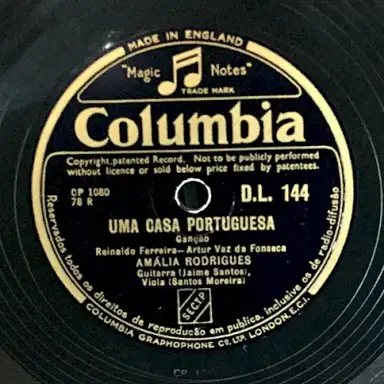 MADE IN ENGLAND
"Magic Notes"
TRADE MARK
Columbia
Copyright, patented Record. Not to be publicly performed
without licence or sold below price fixed by patentees.
CP 1080
78 R
D.L. 144
UMA CASA PORTUGUESA
Canção
Reinaldo Ferreira-Artur Vaz da Fonseca
AMÁLIA RODRIGUES
Guitarra (Jaime Santos),
Viola (Santos Moreira)
SECTP
Reservados todos os direitos de reprodução em publica, inclusive os de radio-difusão
COLUMBIA GRAPHOPHONE Co. LTD. LONDON. E.C.1.